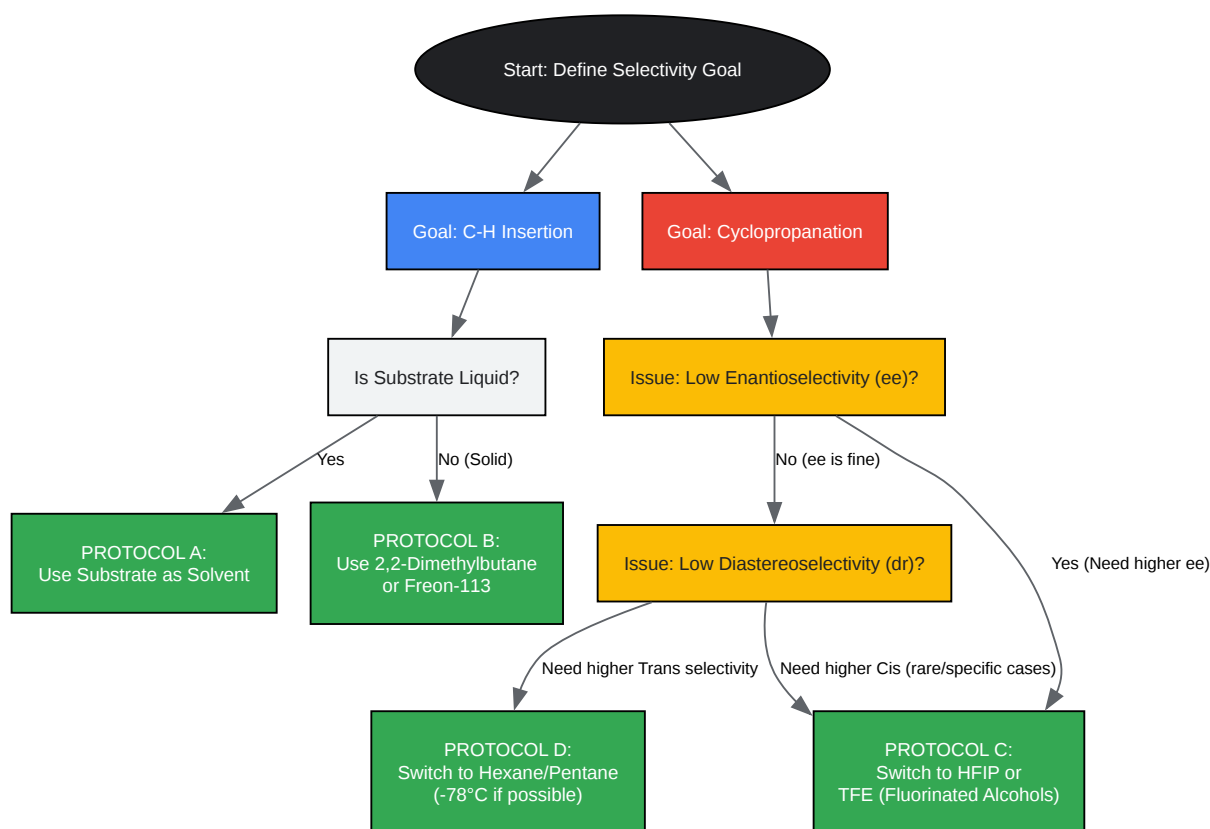 Start: Define Selectivity Goal
Goal: C-H Insertion
Goal: Cyclopropanation
Is Substrate Liquid?
Issue: Low Enantioselectivity (ee)?
Yes
No (Solid)
No (ee is fine)
PROTOCOL A:
Use Substrate as Solvent
PROTOCOL B:
Use 2,2-Dimethylbutane
or Freon-113
Issue: Low Diastereoselectivity (dr)?
Yes (Need higher ee)
Need higher Trans selectivity
Need higher Cis (rare/specific cases)
PROTOCOL D:
Switch to Hexane/Pentane
(-78°C if possible)
PROTOCOL C:
Switch to HFIP or
TFE (Fluorinated Alcohols)